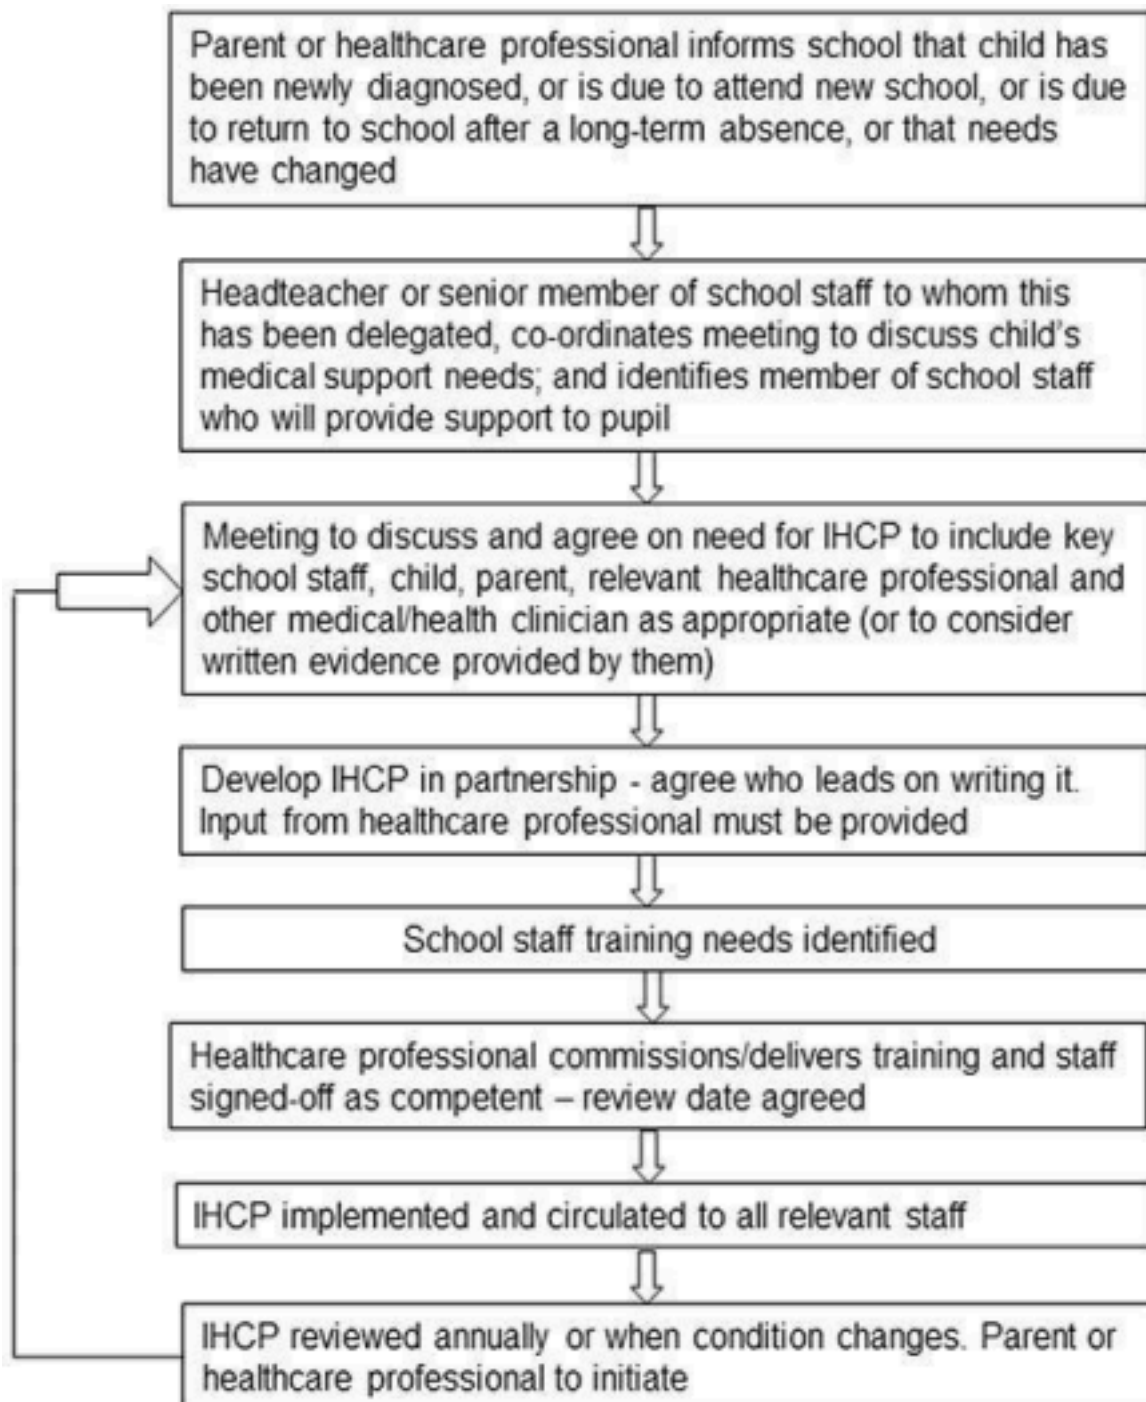 Parent or healthcare professional informs school that child has
been newly diagnosed, or is due to attend new school, or is due
to return to school after a long-term absence, or that needs
have changed
Headteacher or senior member of school staff to whom this
has been delegated, co-ordinates meeting to discuss child's
medical support needs; and identifies member of school staff
who will provide support to pupil
Meeting to discuss and agree on need for IHCP to include key
school staff, child, parent, relevant healthcare professional and
other medical/health clinician as appropriate (or to consider
written evidence provided by them)
Develop IHCP in partnership - agree who leads on writing it.
Input from healthcare professional must be provided
School staff training needs identified
Healthcare professional commissions/delivers training and staff
signed-off as competent – review date agreed
IHCP implemented and circulated to all relevant staff
IHCP reviewed annually or when condition changes. Parent or
healthcare professional to initiate